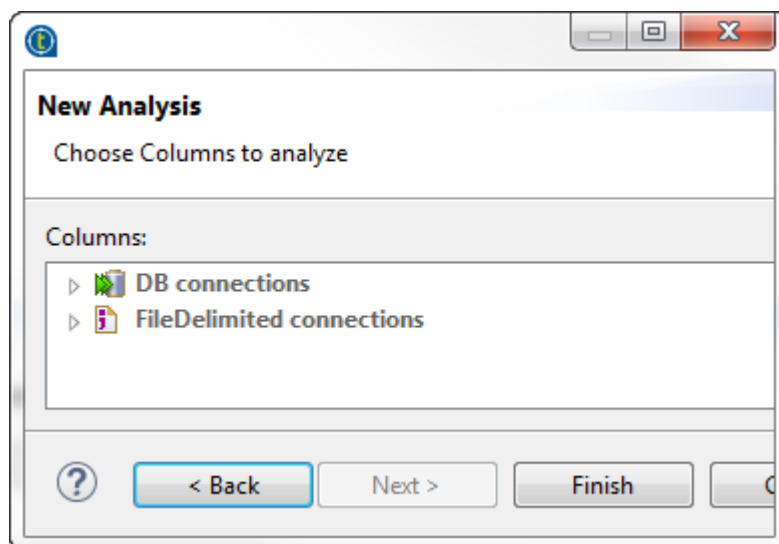 New Analysis
Choose Columns to analyze
Columns:
DB connections
FileDelimited connections
? < Back Next > Finish